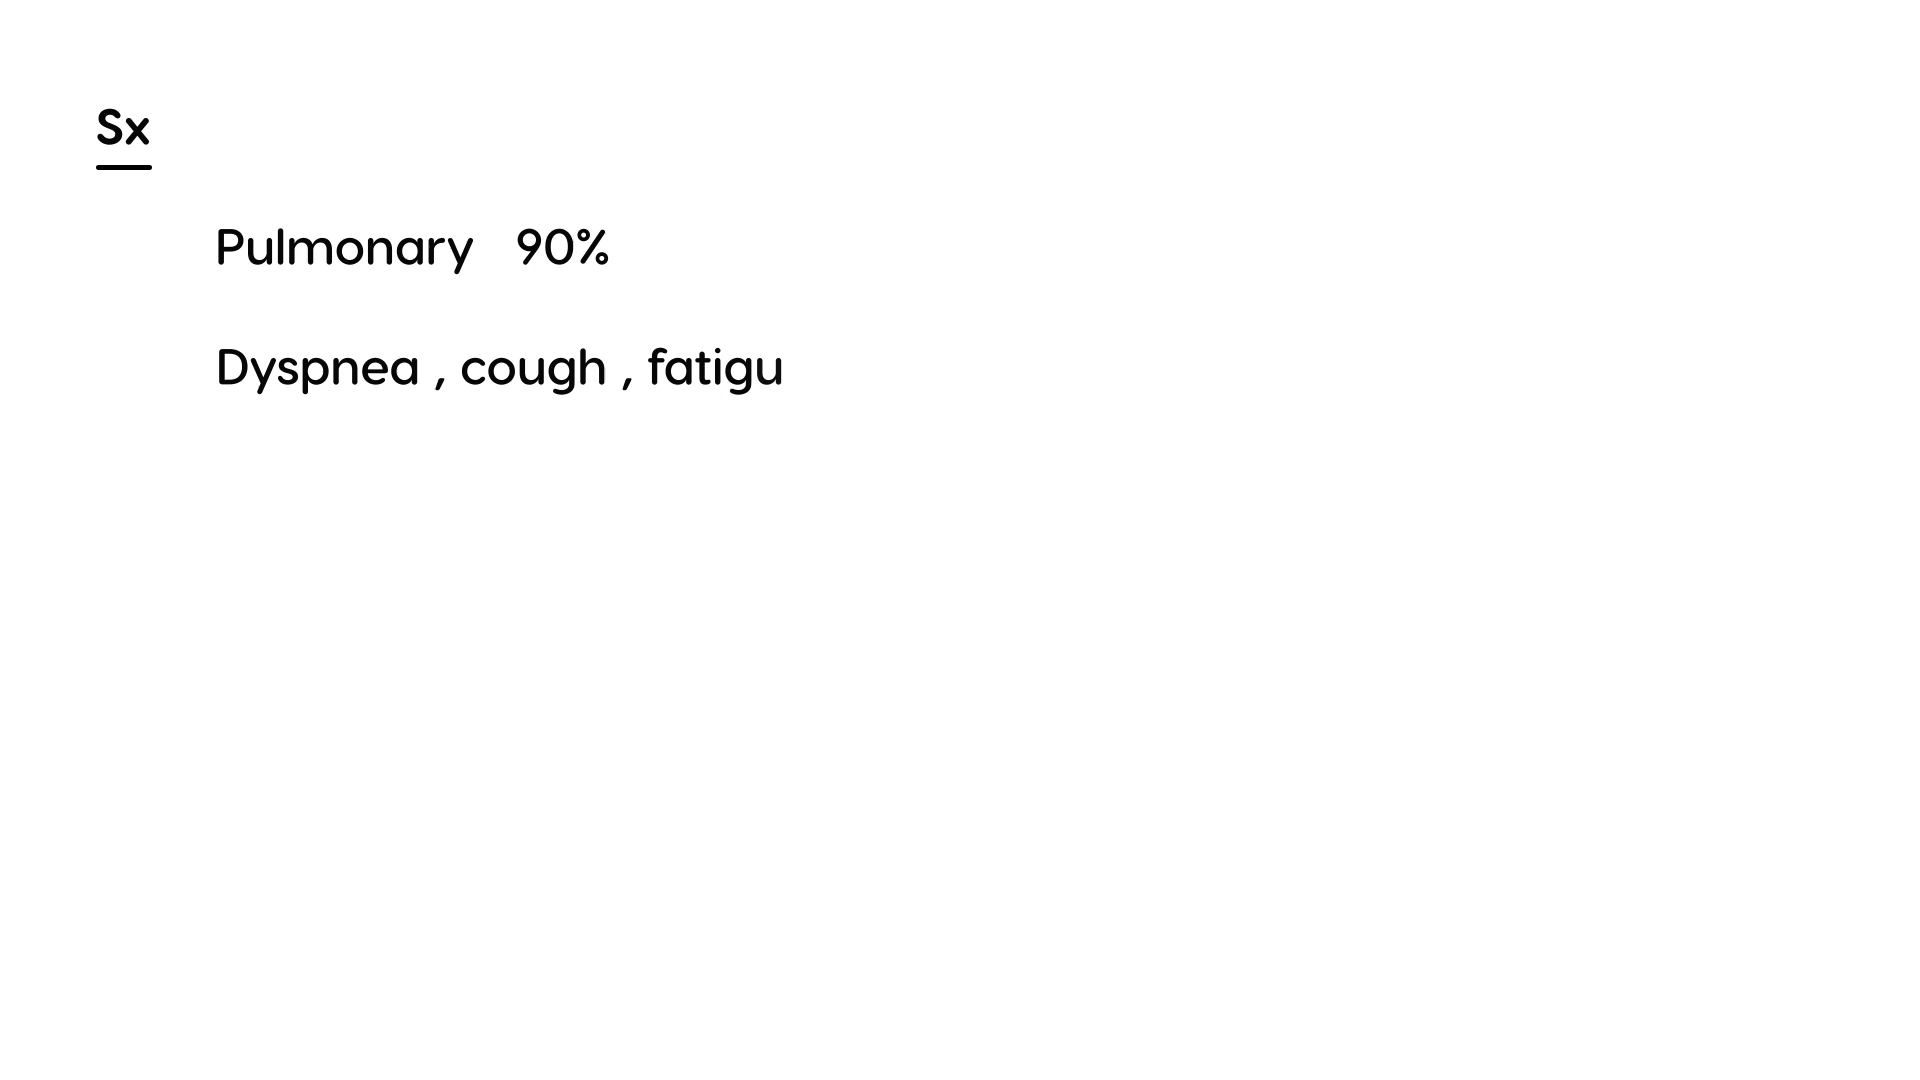 Sx
Pulmonary 90%
Dyspnea , cough , fatigu